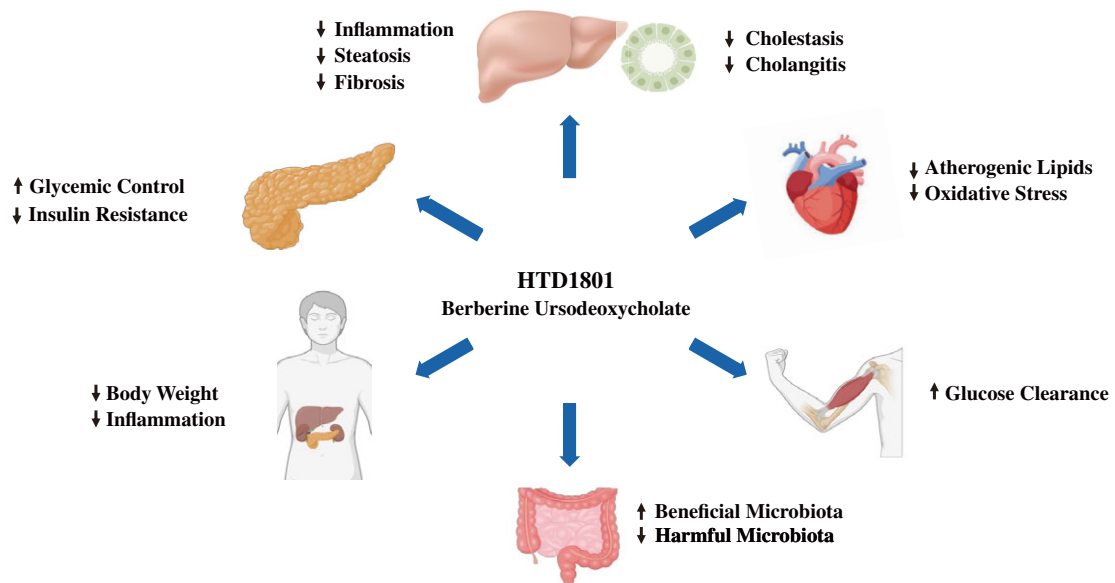 ↓ Inflammation
↓ Steatosis
↓ Fibrosis
↓ Cholestasis
↓ Cholangitis
↑ Glycemic Control
↓ Insulin Resistance
↓ Atherogenic Lipids
↓ Oxidative Stress
HTD1801
Berberine Ursodeoxycholate
↓ Body Weight
↓ Inflammation
↑ Glucose Clearance
↑ Beneficial Microbiota
↓ Harmful Microbiota